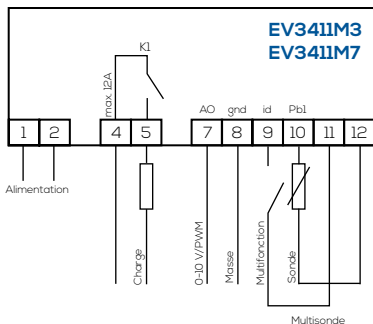 EV3411M3
EV3411M7
K1
max. 12A
AO gnd id Pb1
1 2 4 5 7 8 9 10 11 12
Alimentation
Charge
0-10 V/PWM
Masse
Multifonction
Sonde
Multisonde